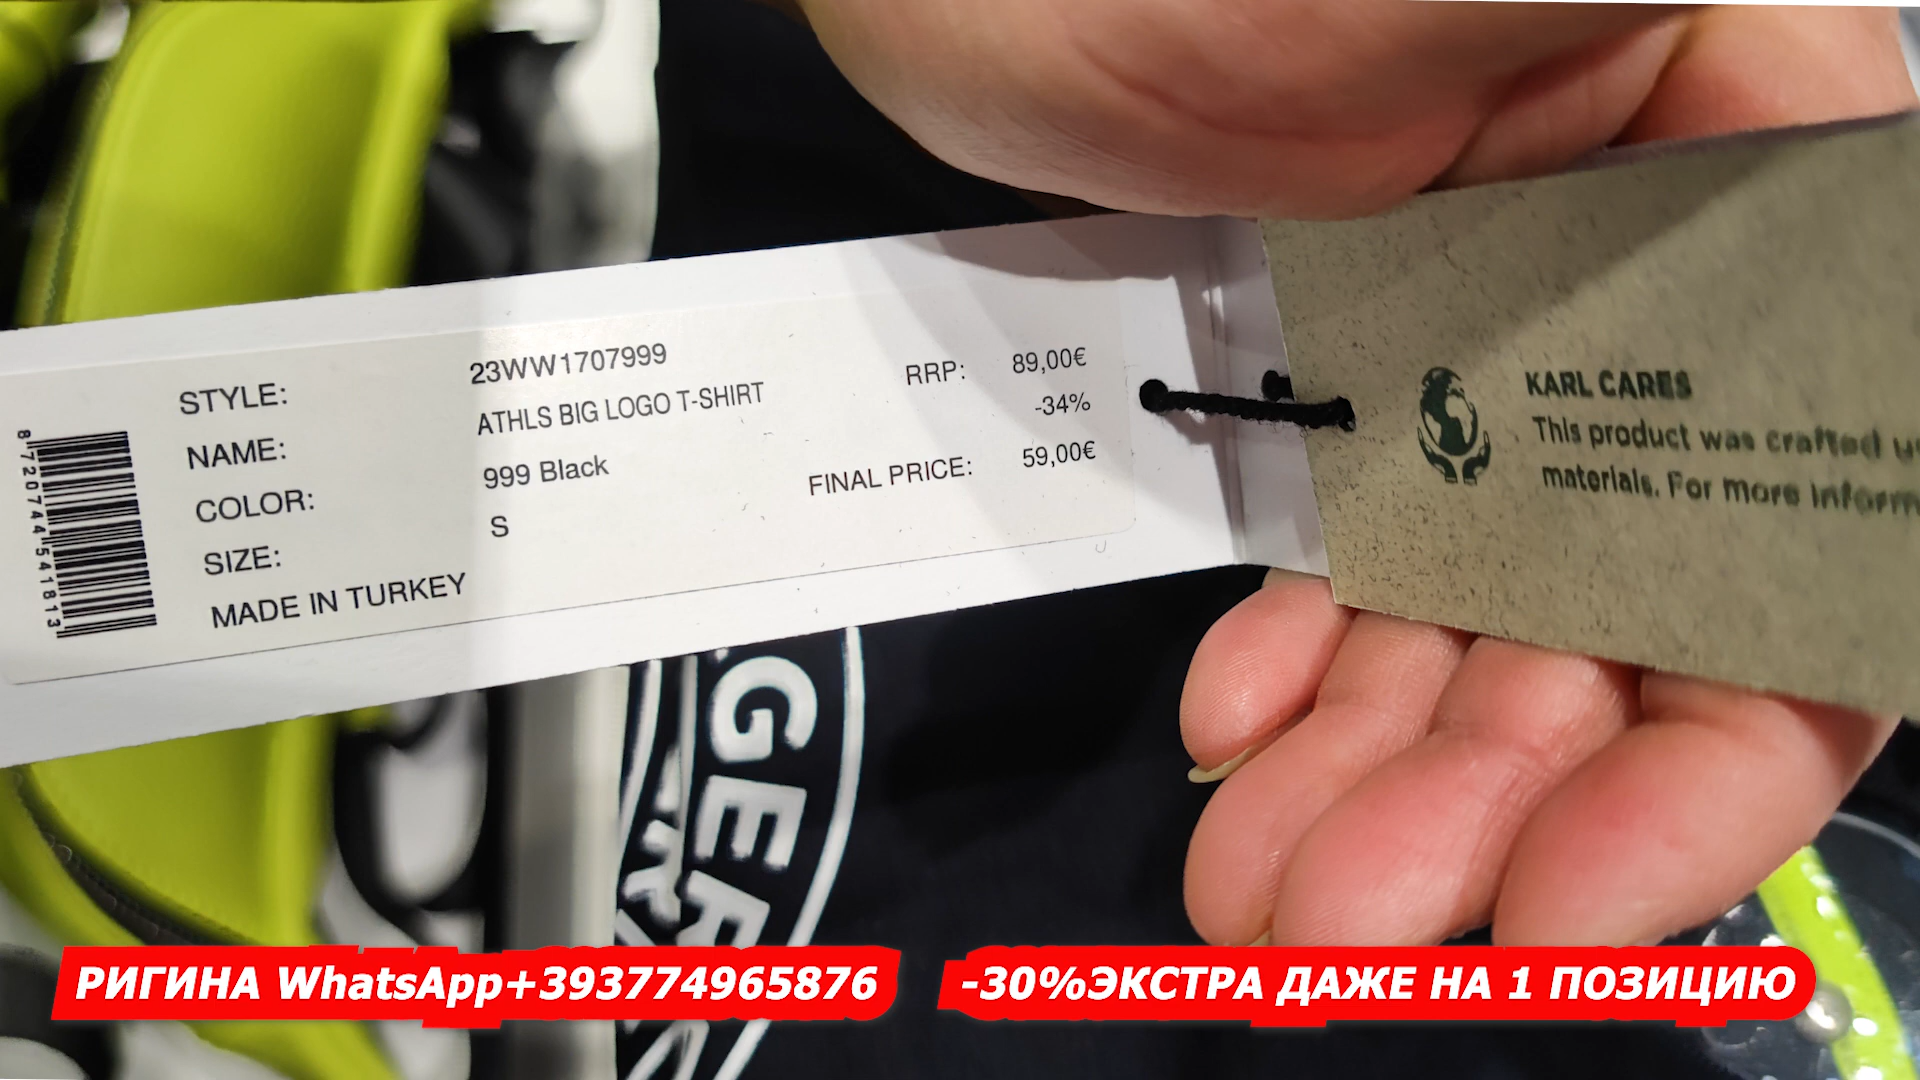 STYLE: 23WW1707999
NAME: ATHLS BIG LOGO T-SHIRT
COLOR: 999 Black
SIZE: S
MADE IN TURKEY
RRP: 89,00€
-34%
FINAL PRICE: 59,00€
8720744541813
KARL CARES
This product was crafted
materials. For more
GER
РИГИНА WhatsApp+393774965876
-30%ЭКСТРА ДАЖЕ НА 1 ПОЗИЦИЮ